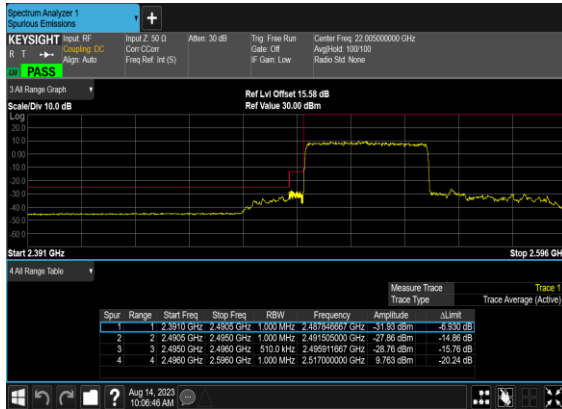 Spectrum Analyzer 1
Spurious Emissions
KEYSIGHT Input: RF Input Z: 50 Ω Atten: 30 dB Trig: Free Run Center Freq: 22.005000000 GHz
R T Coupling: DC Corr CCorr Gate: Off Avg|Hold: 100/100
Align: Auto Freq Ref: Int (S) IF Gain: Low Radio Std: None
LU PASS
3 All Range Graph
Ref Lvl Offset 15.58 dB
Scale/Div 10.0 dB Ref Value 30.00 dBm
Log
20.0
10.0
0.00
-10.0
-20.0
-30.0
-40.0
-50.0
-60.0
Start 2.391 GHz Stop 2.596 GH
4 All Range Table
Measure Trace Trace 1
Trace Type Trace Average (Active)
Spur Range Start Freq Stop Freq RBW Frequency Amplitude ΔLimit
1 1 2.3910 GHz 2.4905 GHz 1.000 MHz 2.487846667 GHz -31.93 dBm -6.930 dB
2 2 2.4905 GHz 2.4950 GHz 1.000 MHz 2.491505000 GHz -27.86 dBm -14.86 dB
3 3 2.4950 GHz 2.4960 GHz 510.0 kHz 2.495911667 GHz -28.76 dBm -15.76 dB
4 4 2.4960 GHz 2.5960 GHz 1.000 MHz 2.517000000 GHz 9.763 dBm -20.24 dB
? Aug 14, 2023
10:06:46 AM